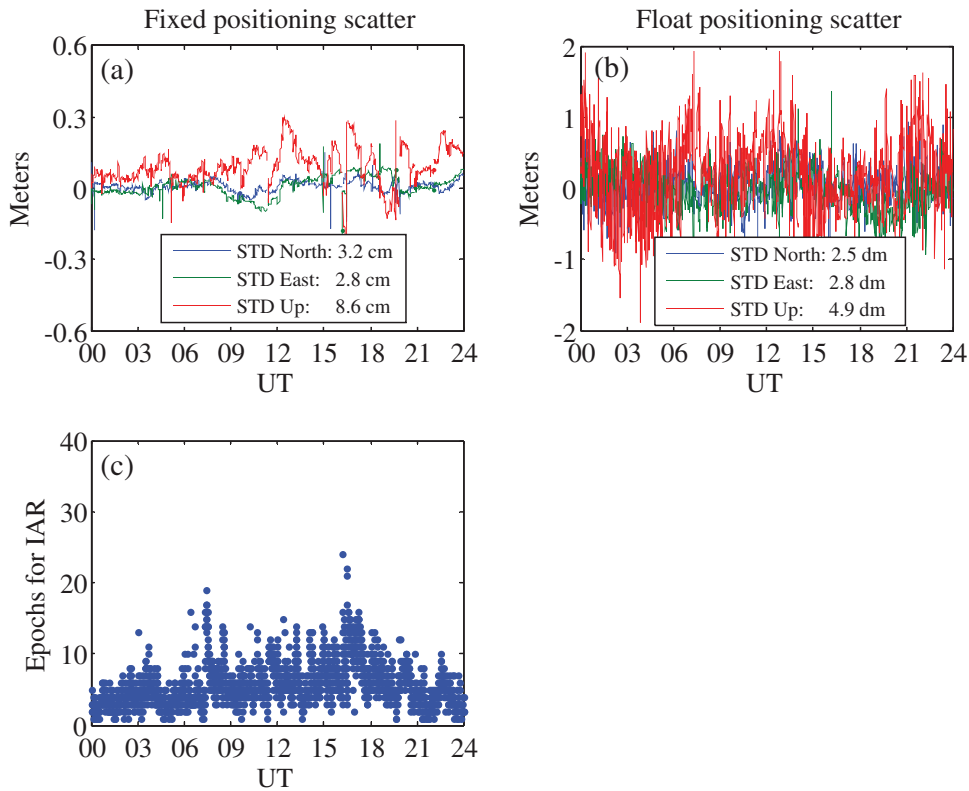 Fixed positioning scatter
(a)
Meters
0.6
0.3
0
-0.3
-0.6
STD North: 3.2 cm
STD East: 2.8 cm
STD Up: 8.6 cm
00 03 06 09 12 15 18 21 24
UT
Float positioning scatter
(b)
Meters
2
1
0
-1
-2
STD North: 2.5 dm
STD East: 2.8 dm
STD Up: 4.9 dm
00 03 06 09 12 15 18 21 24
UT
(c)
Epochs for IAR
40
30
20
10
0
00 03 06 09 12 15 18 21 24
UT